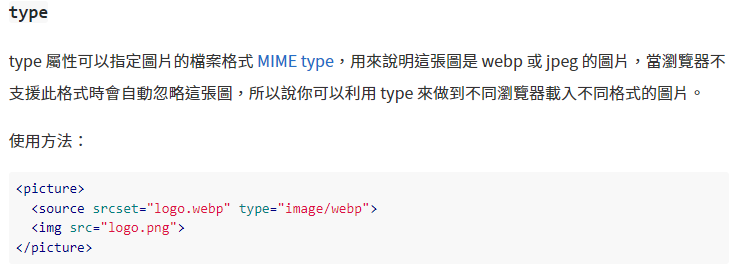 type
type 屬性可以指定圖片的檔案格式 MIME type，用來說明這張圖是 webp 或 jpeg 的圖片，當瀏覽器不
支援此格式時會自動忽略這張圖，所以說你可以利用 type 來做到不同瀏覽器載入不同格式的圖片。
使用方法：
<picture>
  <source srcset="logo.webp" type="image/webp">
  <img src="logo.png">
</picture>